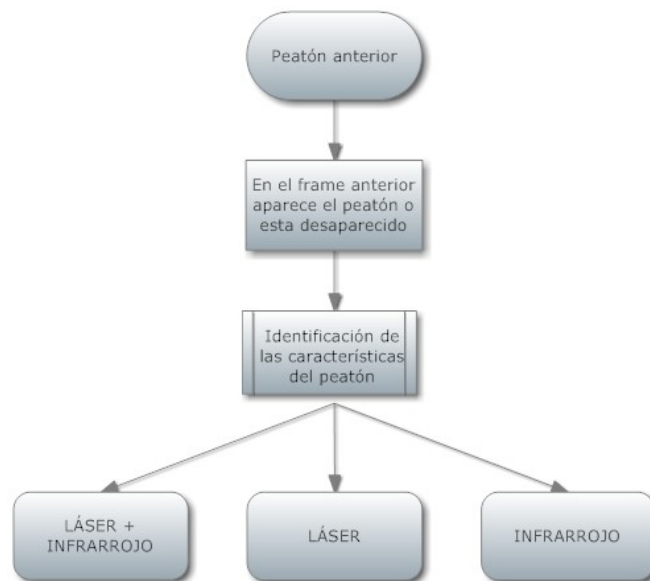 Peatón anterior
En el frame anterior
aparece el peatón o
esta desaparecido
Identificación de
las características
del peatón
LÁSER +
INFRARROJO
LÁSER
INFRARROJO